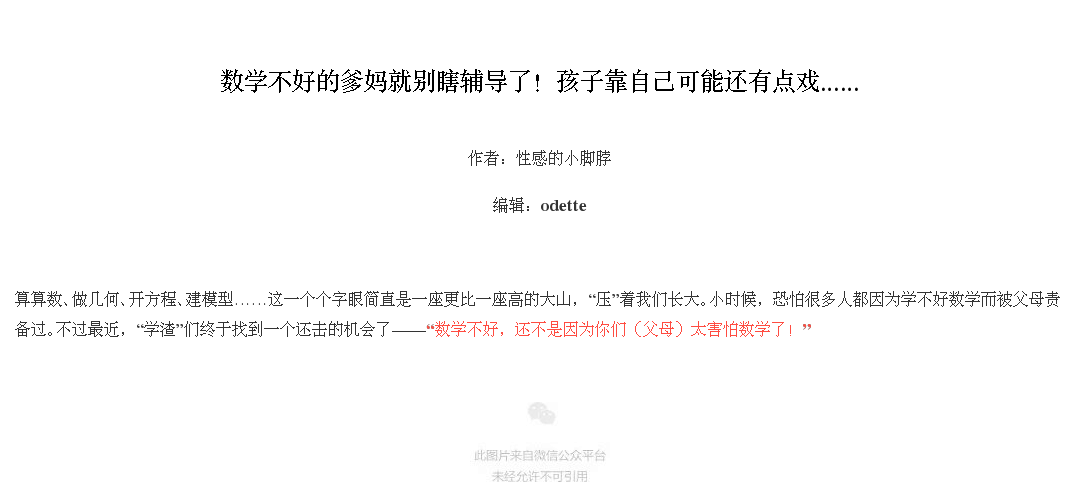 数学不好的爹妈就别瞎辅导了！孩子靠自己可能还有点戏……
作者：性感的小脚脖
编辑：odette
算算数、做几何、开方程、建模型……这一个个字眼简直是一座更比一座高的大山，“压”着我们长大。小时候，恐怕很多人都因为学不好数学而被父母责
备过。不过最近，“学渣”们终于找到一个还击的机会了——“数学不好，还不是因为你们（父母）太害怕数学了！”
此图片来自微信公众平台
未经允许不可引用